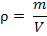 ρ = m/V